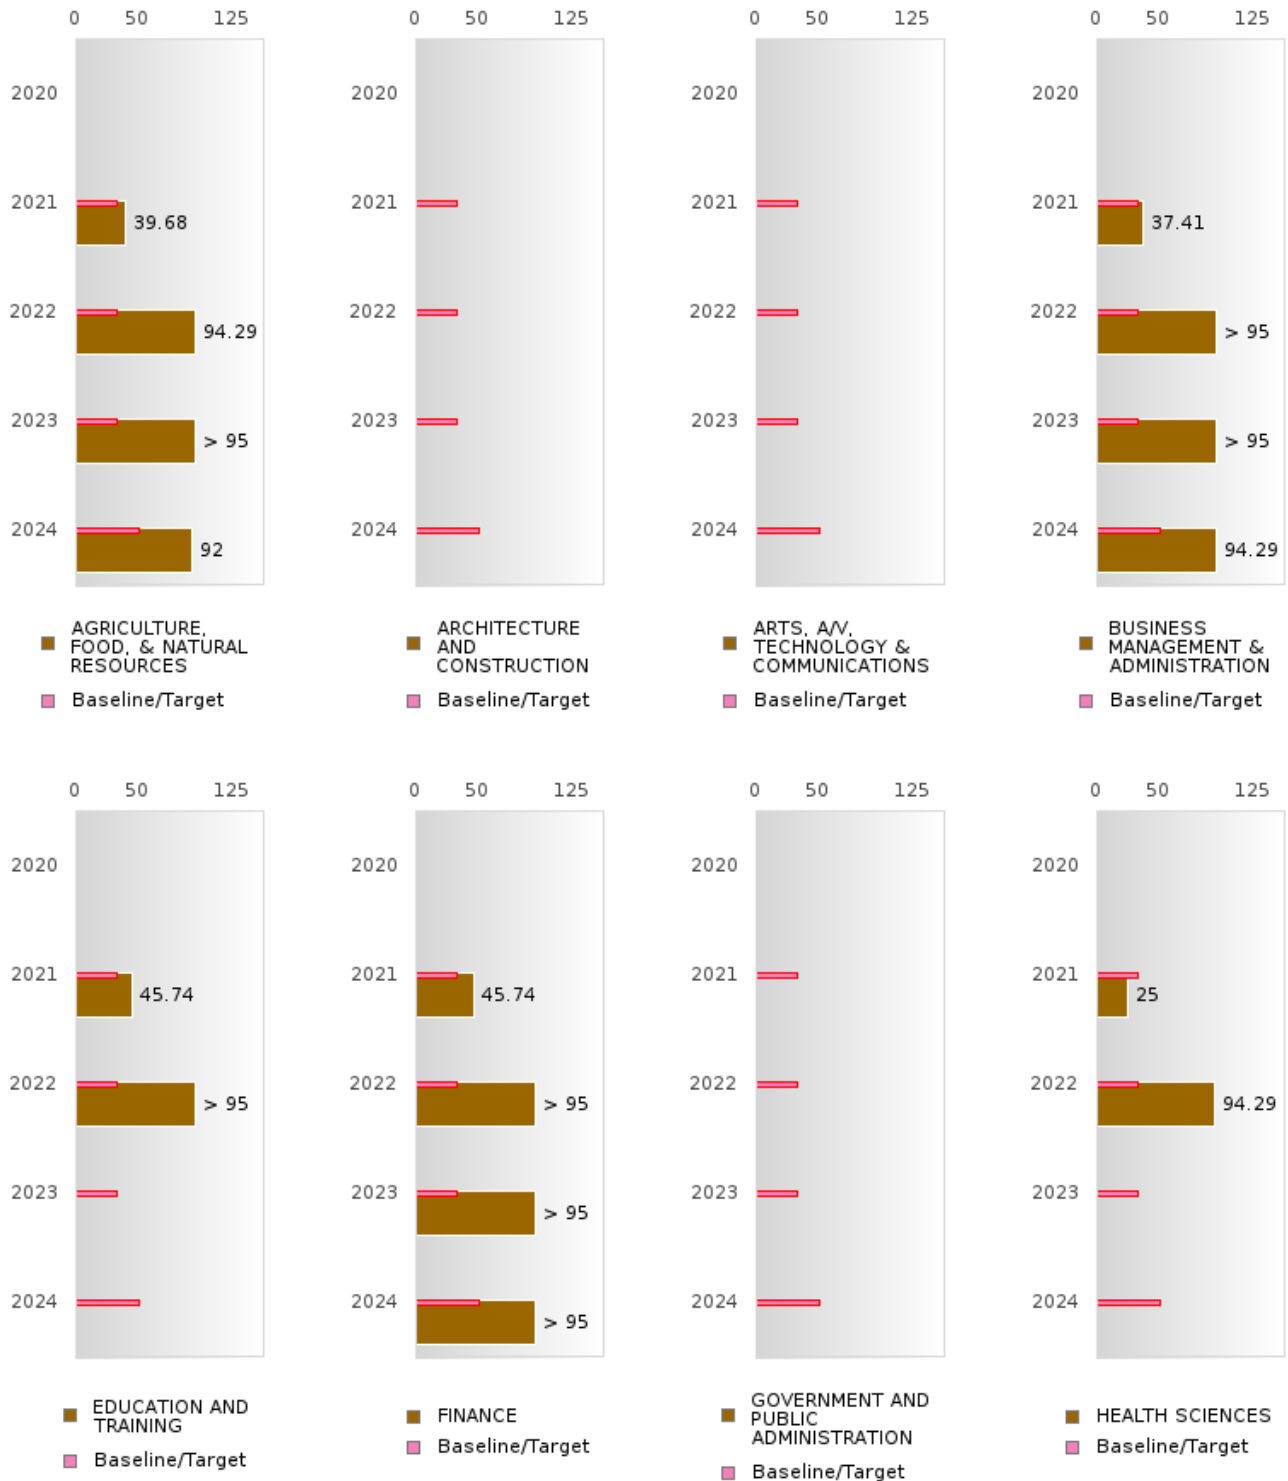 0 50 125
2020
2021 39.68
2022 94.29
2023 > 95
2024 92
AGRICULTURE,
FOOD, & NATURAL
RESOURCES
Baseline/Target
0 50 125
2020
2021
2022
2023
2024
ARCHITECTURE
AND
CONSTRUCTION
Baseline/Target
0 50 125
2020
2021
2022
2023
2024
ARTS, A/V,
TECHNOLOGY &
COMMUNICATIONS
Baseline/Target
0 50 125
2020
2021 37.41
2022 > 95
2023 > 95
2024 94.29
BUSINESS
MANAGEMENT &
ADMINISTRATION
Baseline/Target
0 50 125
2020
2021 45.74
2022 > 95
2023
2024
EDUCATION AND
TRAINING
Baseline/Target
0 50 125
2020
2021 45.74
2022 > 95
2023 > 95
2024 > 95
FINANCE
Baseline/Target
0 50 125
2020
2021
2022
2023
2024
GOVERNMENT AND
PUBLIC
ADMINISTRATION
Baseline/Target
0 50 125
2020
2021 25
2022 94.29
2023
2024
HEALTH SCIENCES
Baseline/Target